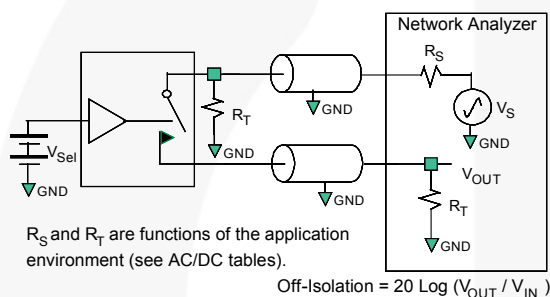 Network Analyzer
R_S
V_S
GND
GND
R_T
GND
V_Sel
GND
GND
V_OUT
R_T
GND
R_S and R_T are functions of the application
environment (see AC/DC tables).
Off-Isolation = 20 Log (V_OUT / V_IN )